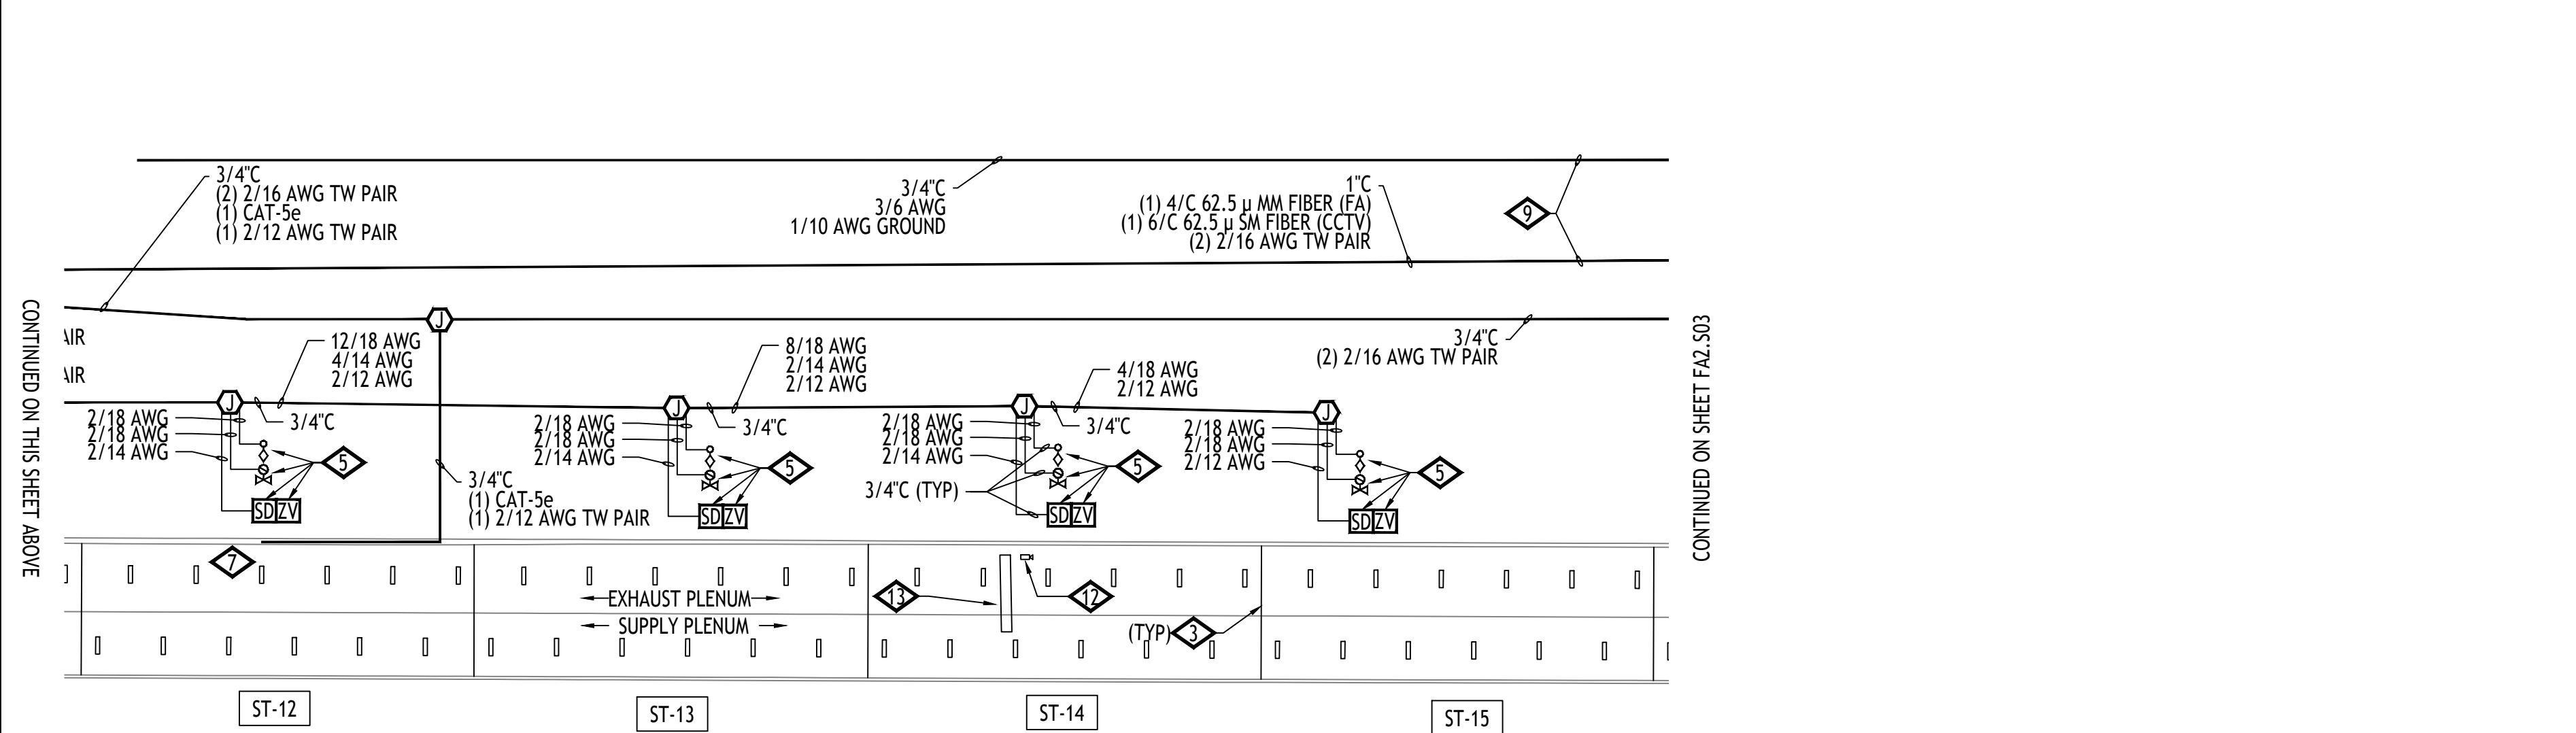 3/4"C
(2) 2/16 AWG TW PAIR
(1) CAT-5e
(1) 2/12 AWG TW PAIR
3/4"C
3/6 AWG
1/10 AWG GROUND
1"C
(1) 4/C 62.5 µ MM FIBER (FA)
(1) 6/C 62.5 µ SM FIBER (CCTV)
(2) 2/16 AWG TW PAIR
9
CONTINUED ON THIS SHEET ABOVE
CONTINUED ON SHEET FA2.S03
J
AIR
AIR
12/18 AWG
4/14 AWG
2/12 AWG
8/18 AWG
2/14 AWG
2/12 AWG
4/18 AWG
2/12 AWG
3/4"C
(2) 2/16 AWG TW PAIR
J
2/18 AWG
2/18 AWG
2/14 AWG
3/4"C
5
SD ZV
3/4"C
(1) CAT-5e
(1) 2/12 AWG TW PAIR
J
2/18 AWG
2/18 AWG
2/14 AWG
3/4"C
5
SD ZV
J
2/18 AWG
2/18 AWG
2/14 AWG
3/4"C
3/4"C (TYP)
5
SD ZV
J
2/18 AWG
2/18 AWG
2/12 AWG
5
SD ZV
7
EXHAUST PLENUM
SUPPLY PLENUM
13
12
(TYP) 3
ST-12
ST-13
ST-14
ST-15